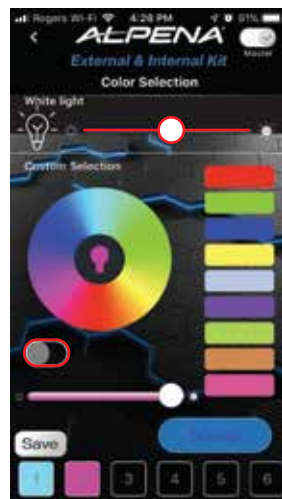 Rogers Wi-Fi 4:26 PM 91%
ALPENA
Master
External & Internal Kit
Color Selection
White light
Custom Selection
Save
1
3
4
5
6